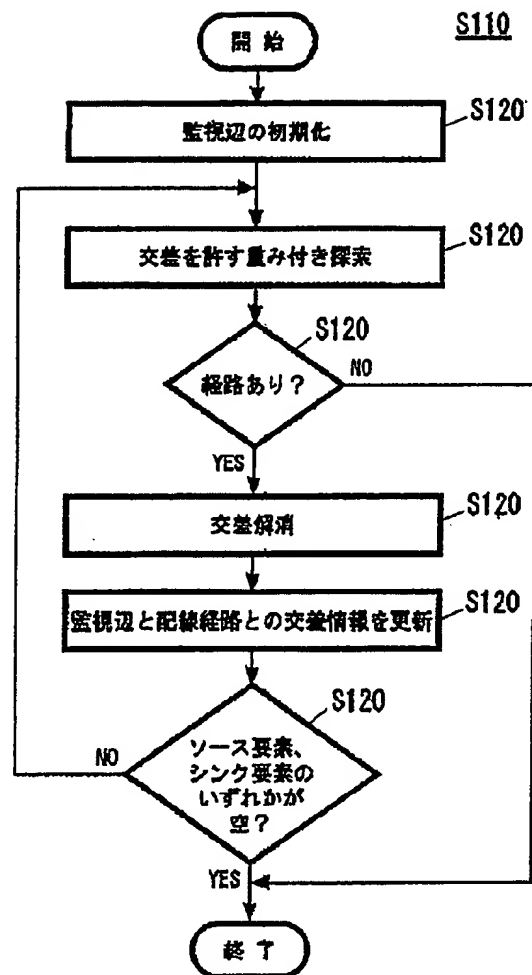 S110
開始
S120
監視辺の初期化
S120
交差を許す重み付き探索
S120
経路あり？
NO
YES
S120
交差解消
S120
監視辺と配線経路との交差情報を更新
S120
ソース要素、
シンク要素の
いずれかが
空？
NO
YES
終了